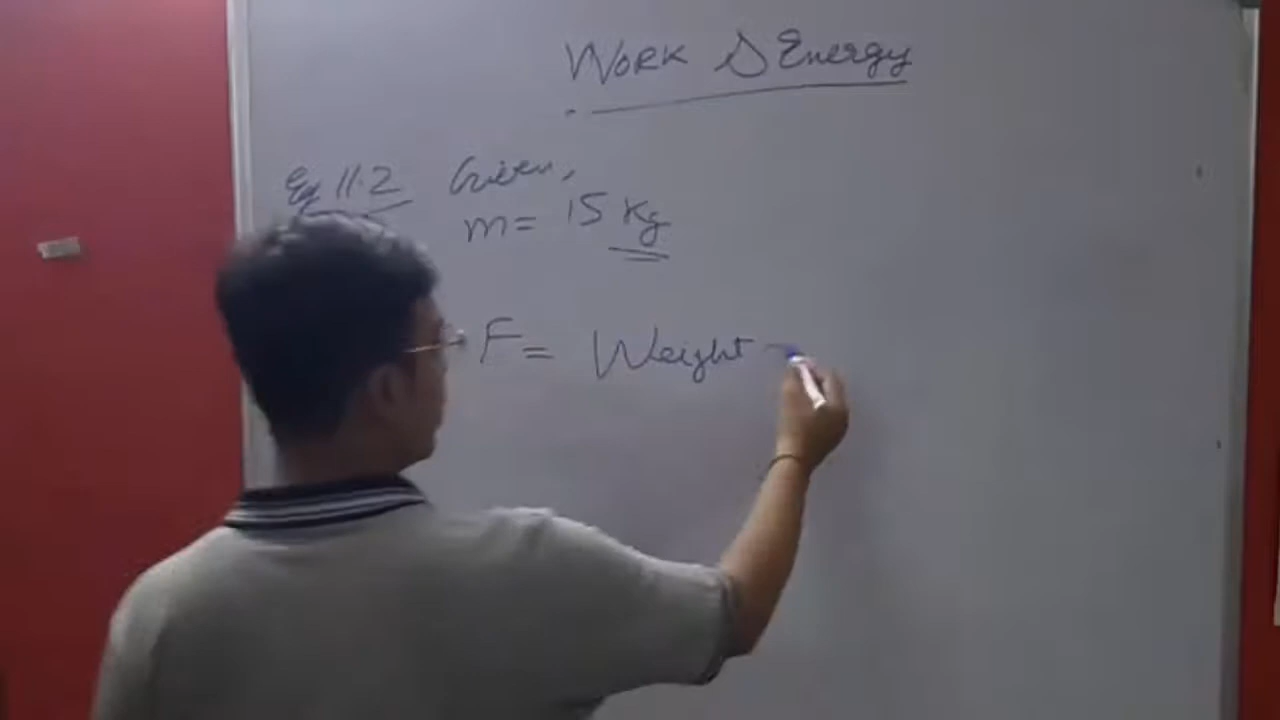 WORK & Energy
Ex 11.2 Given,
m = 15 Kg
F = Weight